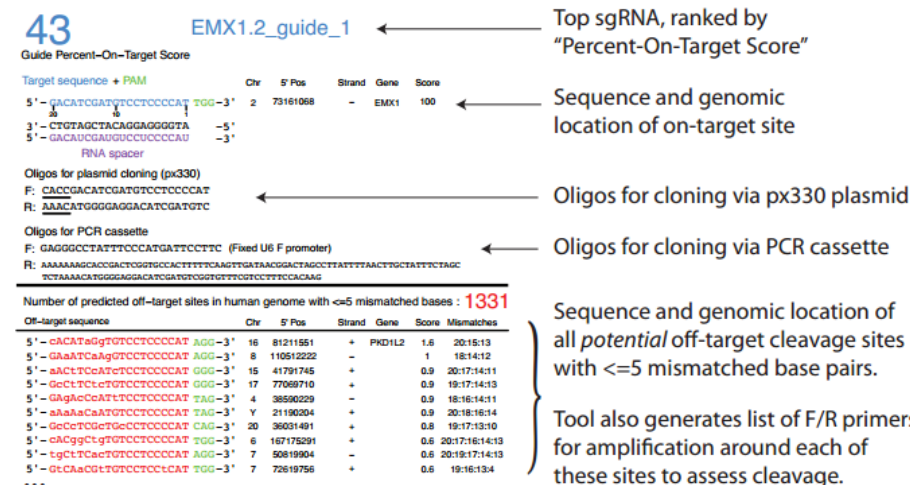 43
EMX1.2_guide_1
Top sgRNA, ranked by
"Percent-On-Target Score"
Guide Percent-On-Target Score
Target sequence + PAM Chr 5' Pos Strand Gene Score
5'-GACATCGATGTCCTCCCCAT TGG-3' 2 73161068 - EMX1 100
20 10 1
3'-CTGTAGCTACAGGAGGGGTA -5'
5'-GACAUCGAUGUCCUCCCCAU -3'
RNA spacer
Sequence and genomic
location of on-target site
Oligos for plasmid cloning (px330)
F: CACCGACATCGATGTCCTCCCCAT
R: AAACATGGGGAGGACATCGATGTC
Oligos for cloning via px330 plasmid
Oligos for PCR cassette
F: GAGGGCCTATTTCCCATGATTCCTTC (Fixed U6 F promoter)
R: AAAAAAAGCACCGACTCGGTGCCACTTTTTCAAGTTGATAACGGACTAGCCTTATTTTAACTTGCTATTTCTAGC
TCTAAAACATGGGGAGGACATCGATGTCGGTGTTTCGTCCTTTCCACAAG
Oligos for cloning via PCR cassette
Number of predicted off-target sites in human genome with <=5 mismatched bases : 1331
Off-target sequence Chr 5' Pos Strand Gene Score Mismatches
5'-cACATaGgTGTCCTCCCCAT AGG-3' 16 81211551 + PKD1L2 1.6 20:15:13
5'-GAaATCaAgGTCCTCCCCAT AGG-3' 8 110512222 - 1 18:14:12
5'-aACtTCcATcTCCTCCCCAT GGG-3' 15 41791745 + 0.9 20:17:14:11
5'-GcCtTCtcTGTCCTCCCCAT GGG-3' 17 77069710 + 0.9 19:17:14:13
5'-GAgAcCcATtTCCTCCCCAT TAG-3' 4 38590229 - 0.9 18:16:14:11
5'-aAaAaCaATGTCCTCCCCAT TAG-3' Y 21190204 + 0.9 20:18:16:14
5'-GcCcTCGcTGcCCTCCCCAT CAG-3' 20 36031491 + 0.8 19:17:13:10
5'-cACggCtgTGTCCTCCCCAT TGG-3' 6 167175291 + 0.6 20:17:16:14:13
5'-tgCtTCacTGTCCTCCCCAT TGG-3' 7 50819904 - 0.6 20:19:17:14:13
5'-GtCAaCGtTGTCCTCCtCAT TGG-3' 7 72619756 + 0.6 19:16:13:4
Sequence and genomic location of
all potential off-target cleavage sites
with <=5 mismatched base pairs.
Tool also generates list of F/R primers
for amplification around each of
these sites to assess cleavage.